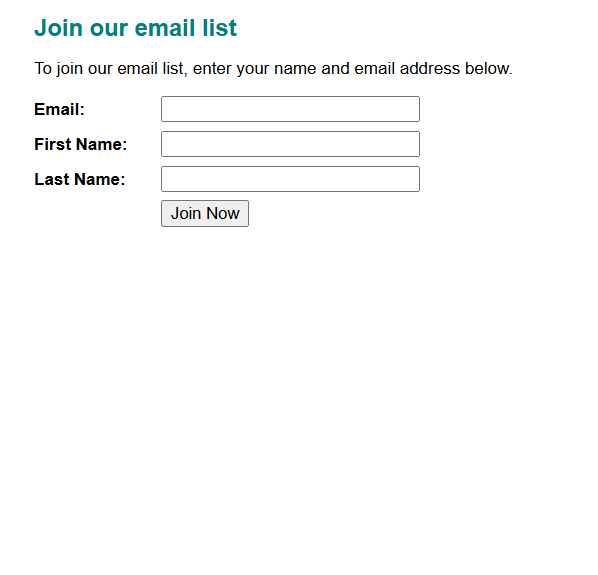 Join our email list
To join our email list, enter your name and email address below.
Email:
First Name:
Last Name:
Join Now